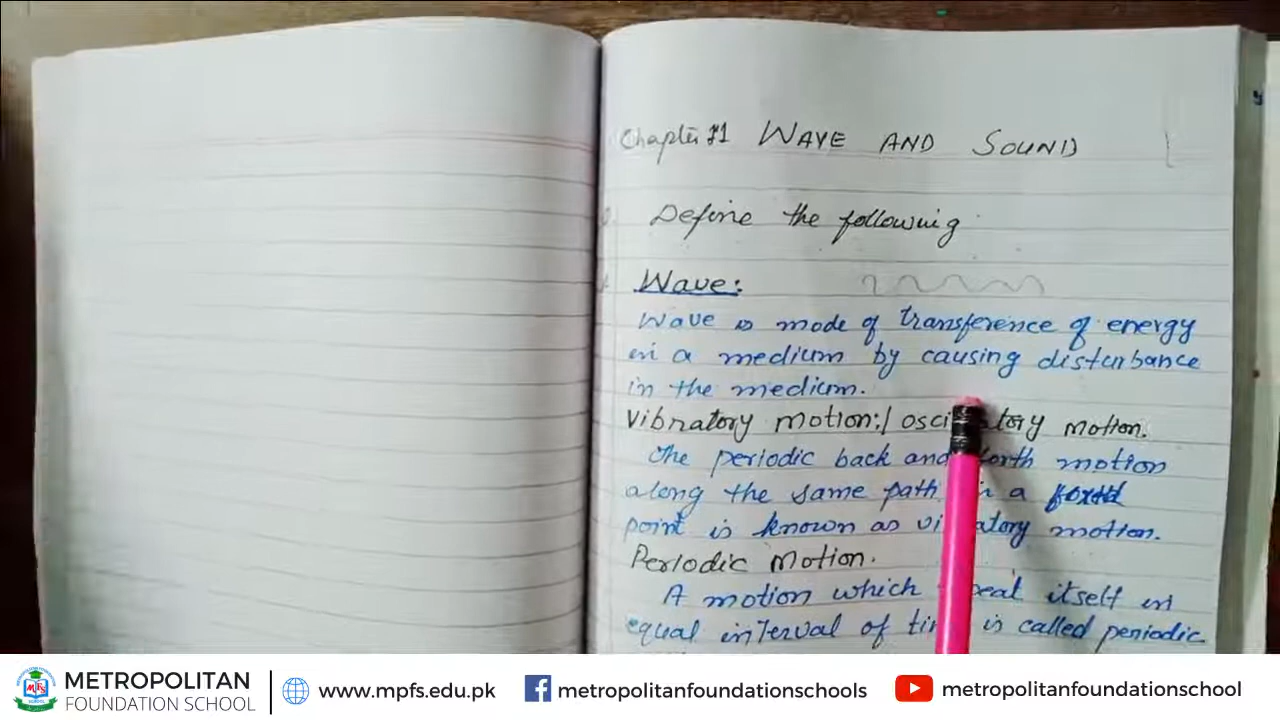 Chapter 11 WAVE AND SOUND
Define the following
Wave:
Wave is mode of transference of energy
in a medium by causing disturbance
in the medium.
Vibratory motion:/ oscillatory motion.
The periodic back and forth motion
along the same path in a
point is known as vibratory motion.
Periodic Motion.
A motion which repeat itself in
equal interval of time is called periodic
METROPOLITAN
FOUNDATION SCHOOL
www.mpfs.edu.pk
metropolitanfoundationschools
metropolitanfoundationschool